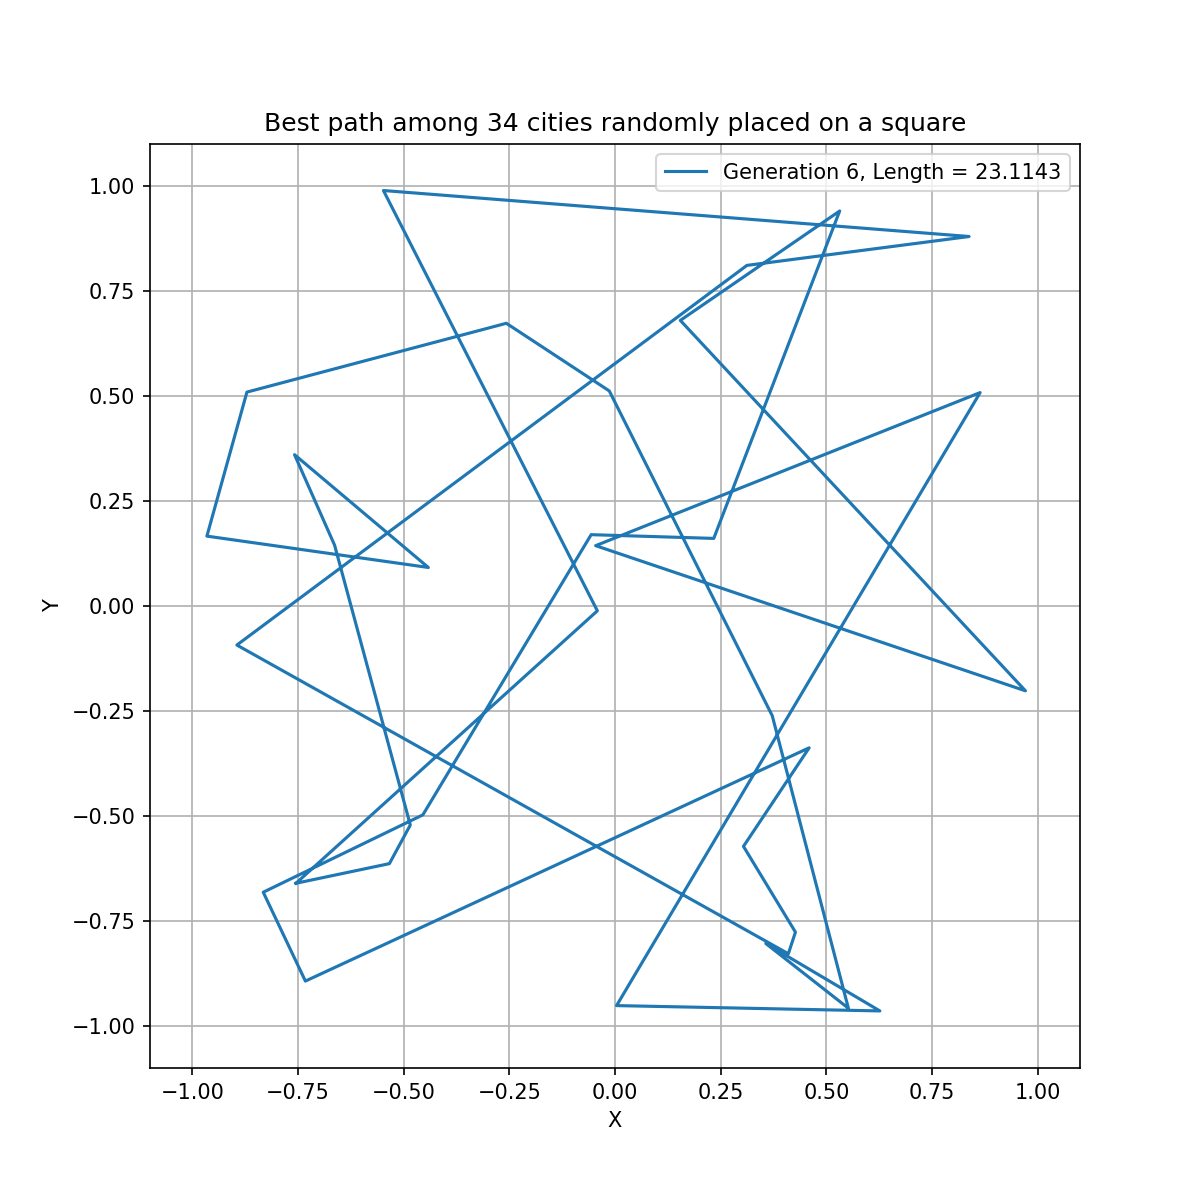 Best path among 34 cities randomly placed on a square
Generation 6, Length = 23.1143
1.00
0.75
0.50
0.25
0.00
−0.25
−0.50
−0.75
−1.00
Y
−1.00 −0.75 −0.50 −0.25 0.00 0.25 0.50 0.75 1.00
X